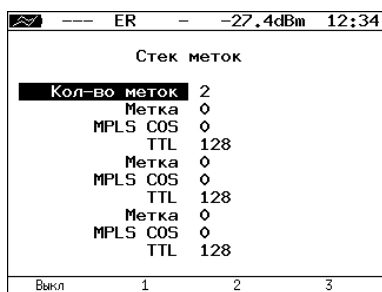 --- ER - -27.4dBm 12:34
Стек меток
Кол-во меток 2
Метка 0
MPLS COS 0
TTL 128
Метка 0
MPLS COS 0
TTL 128
Метка 0
MPLS COS 0
TTL 128
Выкл 1 2 3